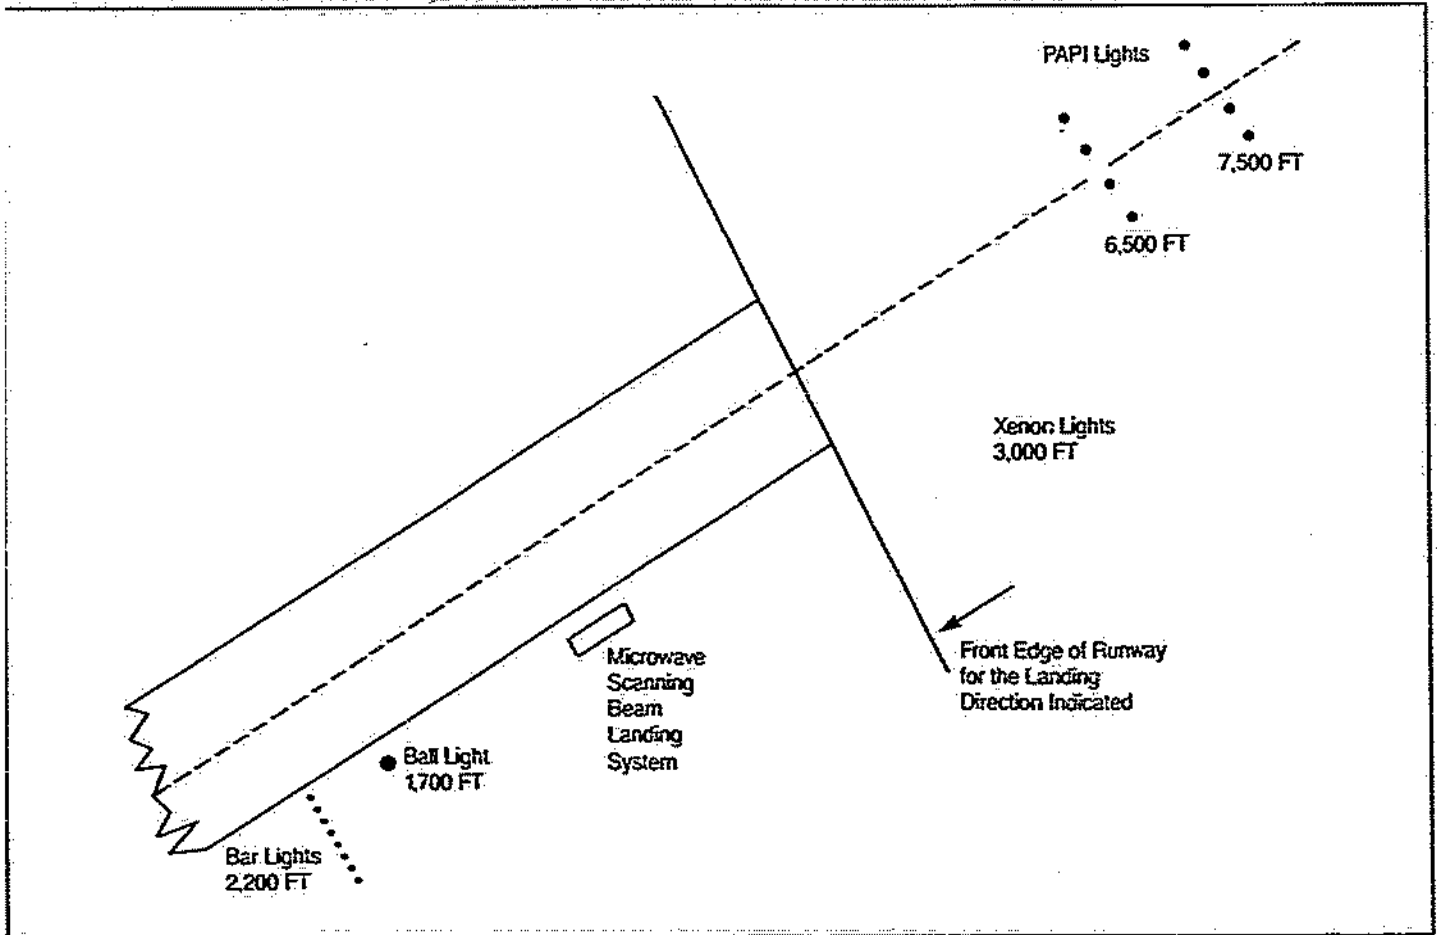 PAPI Lights
7,500 FT
6,500 FT
Xenon Lights
3,000 FT
Front Edge of Runway
for the Landing
Direction Indicated
Microwave
Scanning
Beam
Landing
System
Ball Light
1,700 FT
Bar Lights
2,200 FT